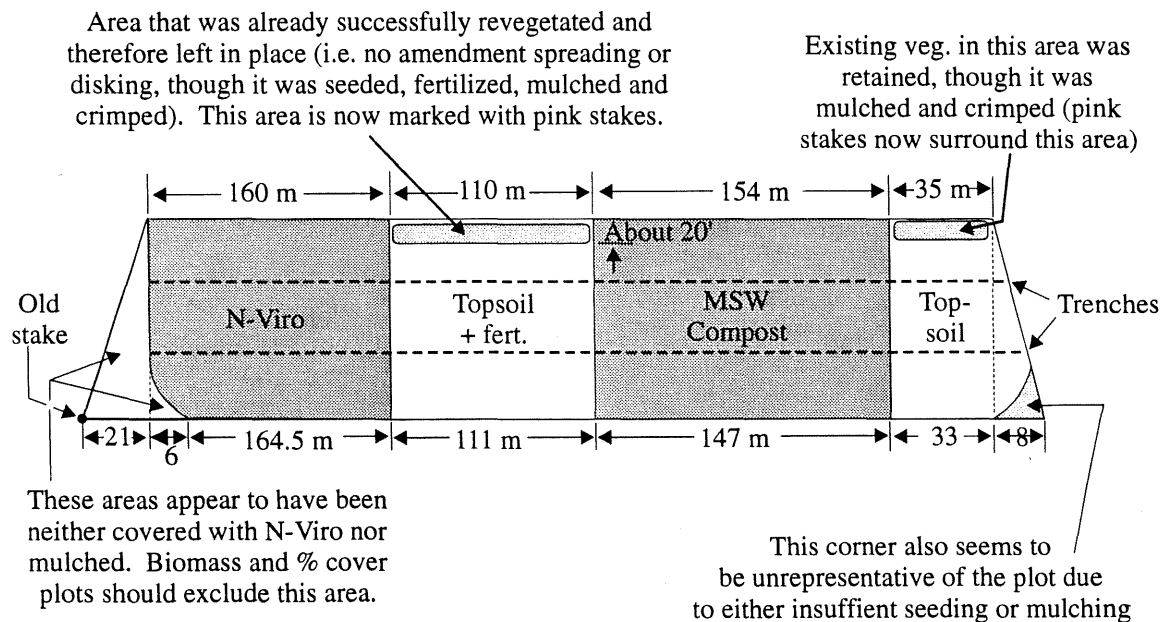 Area that was already successfully revegetated and
therefore left in place (i.e. no amendment spreading or
disking, though it was seeded, fertilized, mulched and
crimped). This area is now marked with pink stakes.
Existing veg. in this area was
retained, though it was
mulched and crimped (pink
stakes now surround this area)
160 m
110 m
154 m
35 m
About 20'
Old
stake
N-Viro
Topsoil
+ fert.
MSW
Compost
Top-
soil
Trenches
21
6
164.5 m
111 m
147 m
33
8
These areas appear to have been
neither covered with N-Viro nor
mulched. Biomass and % cover
plots should exclude this area.
This corner also seems to
be unrepresentative of the plot due
to either insuffient seeding or mulching